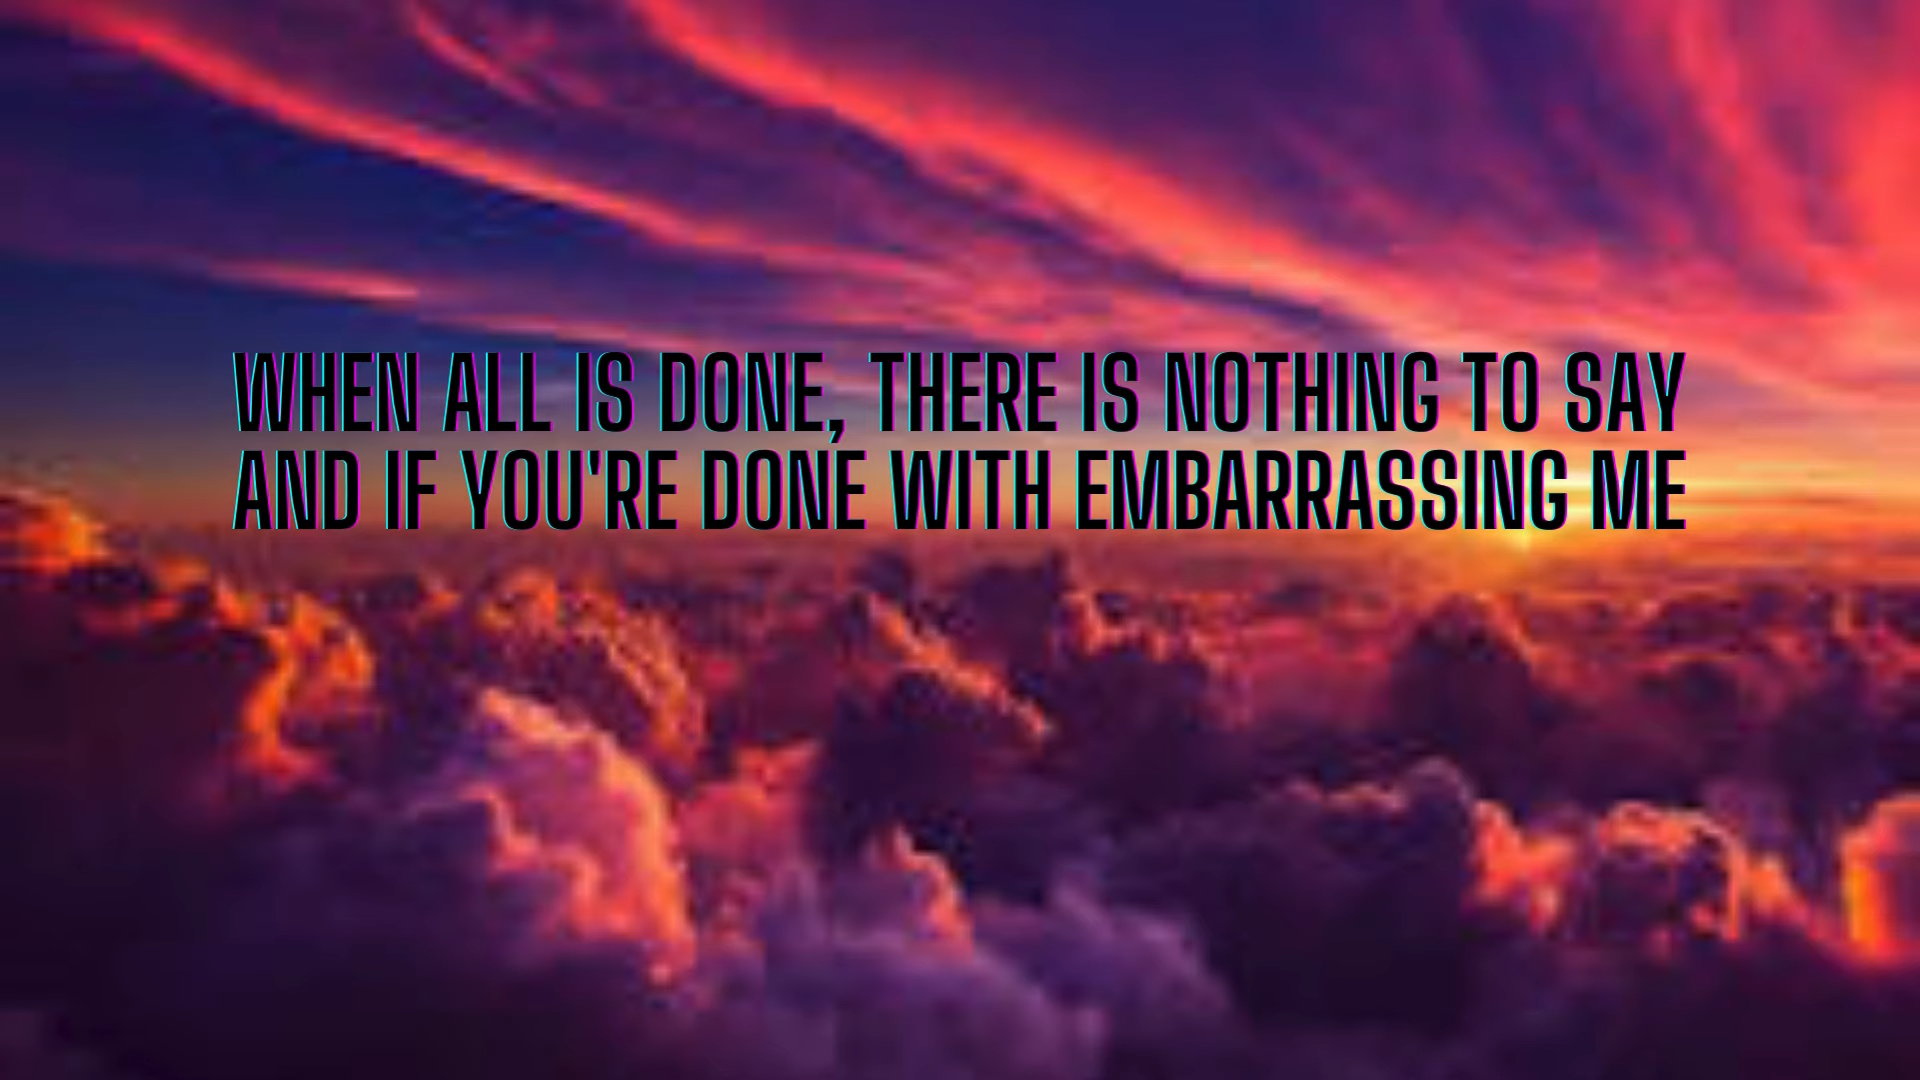 WHEN ALL IS DONE, THERE IS NOTHING TO SAY
AND IF YOU'RE DONE WITH EMBARRASSING ME